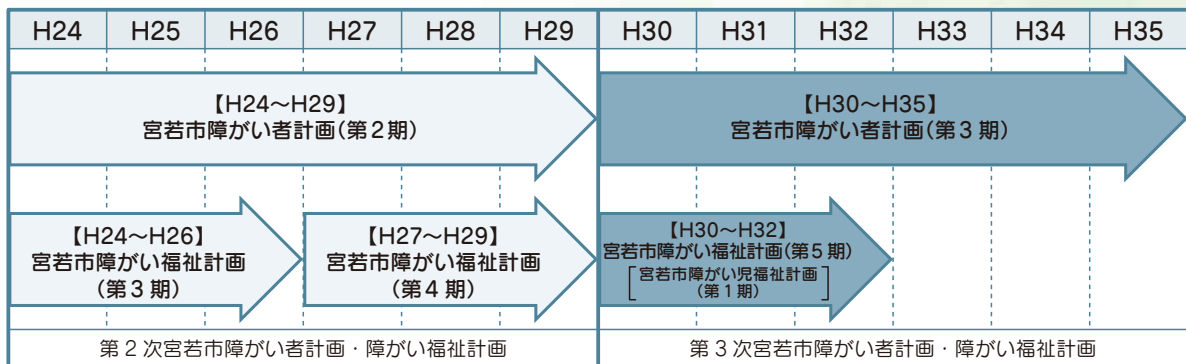 H24 H25 H26 H27 H28 H29 H30 H31 H32 H33 H34 H35
【H24～H29】
宮若市障がい者計画(第2期)
【H30～H35】
宮若市障がい者計画(第3期)
【H24～H26】
宮若市障がい福祉計画
(第3期)
【H27～H29】
宮若市障がい福祉計画
(第4期)
【H30～H32】
宮若市障がい福祉計画(第5期)
[宮若市障がい児福祉計画
(第1期)]
第2次宮若市障がい者計画・障がい福祉計画
第3次宮若市障がい者計画・障がい福祉計画